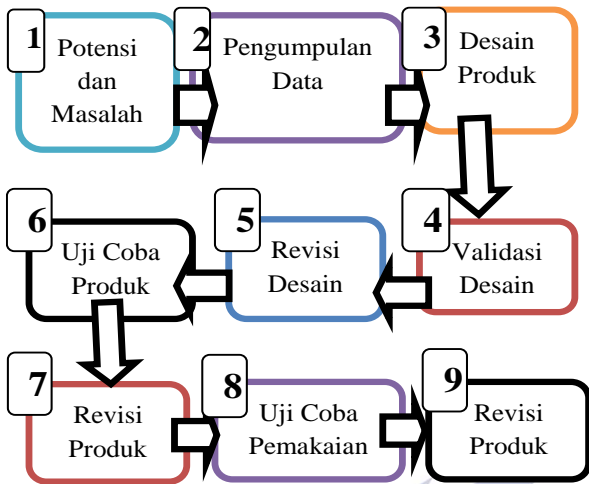 1
Potensi
dan
Masalah
2
Pengumpulan
Data
3
Desain
Produk
4
Validasi
Desain
5
Revisi
Desain
6
Uji Coba
Produk
7
Revisi
Produk
8
Uji Coba
Pemakaian
9
Revisi
Produk